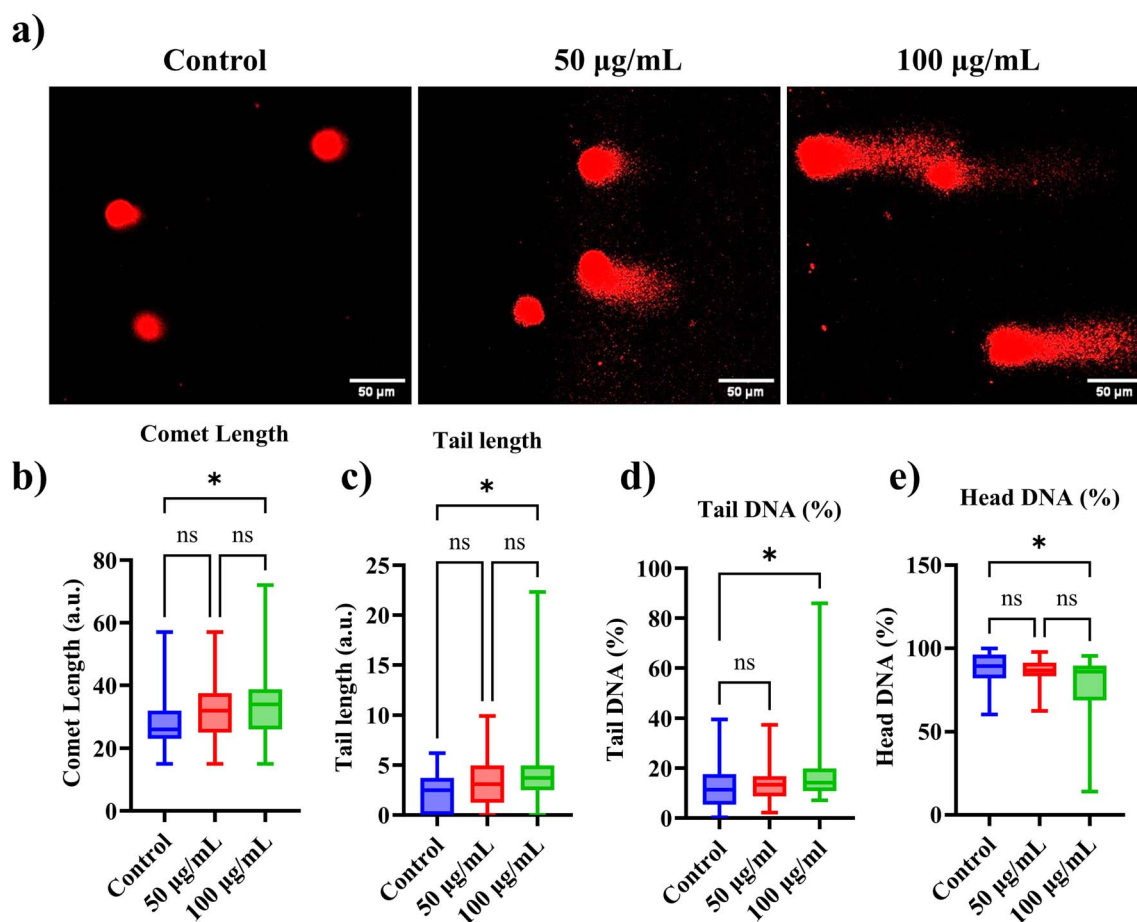 a)
Control
50 μg/mL
100 μg/mL
50 μm
50 μm
50 μm
b)
Comet Length
*
ns
ns
Comet Length (a.u.)
80
60
40
20
0
Control
50 μg/mL
100 μg/mL
c)
Tail length
*
ns
ns
Tail length (a.u.)
25
20
15
10
5
0
Control
50 μg/mL
100 μg/mL
d)
Tail DNA (%)
*
ns
Tail DNA (%)
100
80
60
40
20
0
Control
50 μg/ml
100 μg/ml
e)
Head DNA (%)
*
ns
ns
Head DNA (%)
150
100
50
0
Control
50 μg/mL
100 μg/mL